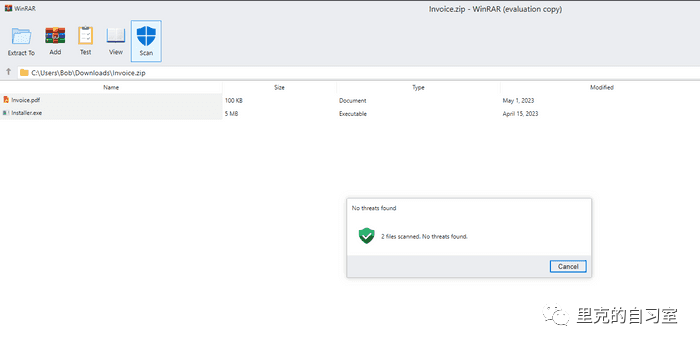 WinRAR
Invoice.zip - WinRAR (evaluation copy)
Extract To
Add
Test
View
Scan
C:\Users\Bob\Downloads\Invoice.zip
Name Size Type Modified
Invoice.pdf 100 KB Document May 1, 2023
Installer.exe 5 MB Executable April 15, 2023
No threats found
2 files scanned. No threats found.
Cancel
里克的自习室